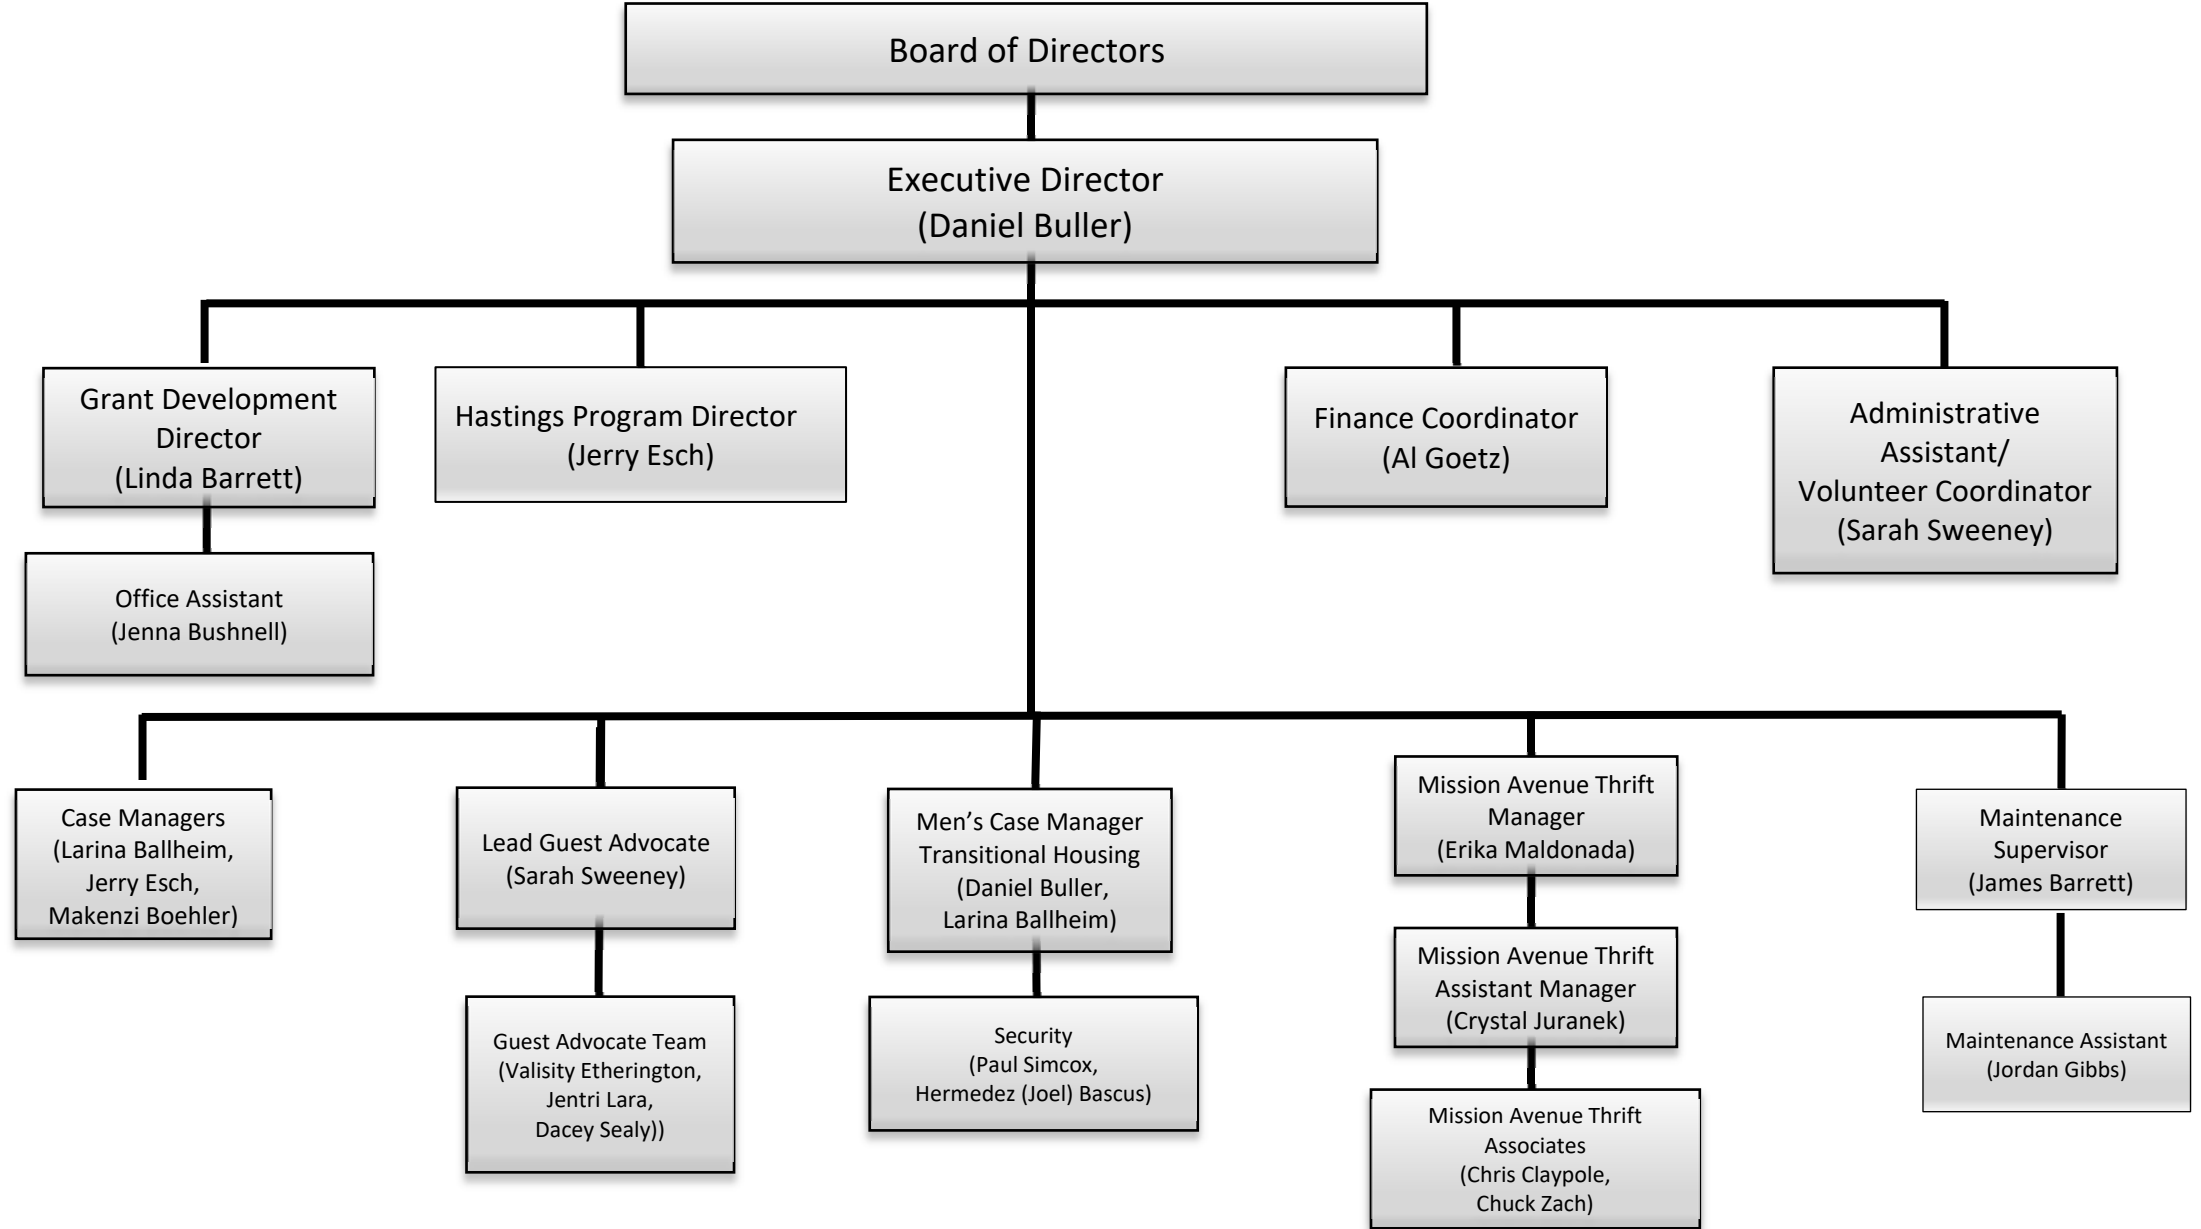 Board of Directors
Executive Director
(Daniel Buller)
Grant Development
Director
(Linda Barrett)
Hastings Program Director
(Jerry Esch)
Finance Coordinator
(Al Goetz)
Administrative
Assistant/
Volunteer Coordinator
(Sarah Sweeney)
Office Assistant
(Jenna Bushnell)
Case Managers
(Larina Ballheim,
Jerry Esch,
Makenzi Boehler)
Lead Guest Advocate
(Sarah Sweeney)
Men’s Case Manager
Transitional Housing
(Daniel Buller,
Larina Ballheim)
Mission Avenue Thrift
Manager
(Erika Maldonada)
Maintenance
Supervisor
(James Barrett)
Mission Avenue Thrift
Assistant Manager
(Crystal Juranek)
Guest Advocate Team
(Valisity Etherington,
Jentri Lara,
Dacey Sealy))
Security
(Paul Simcox,
Hermedez (Joel) Bascus)
Maintenance Assistant
(Jordan Gibbs)
Mission Avenue Thrift
Associates
(Chris Claypole,
Chuck Zach)